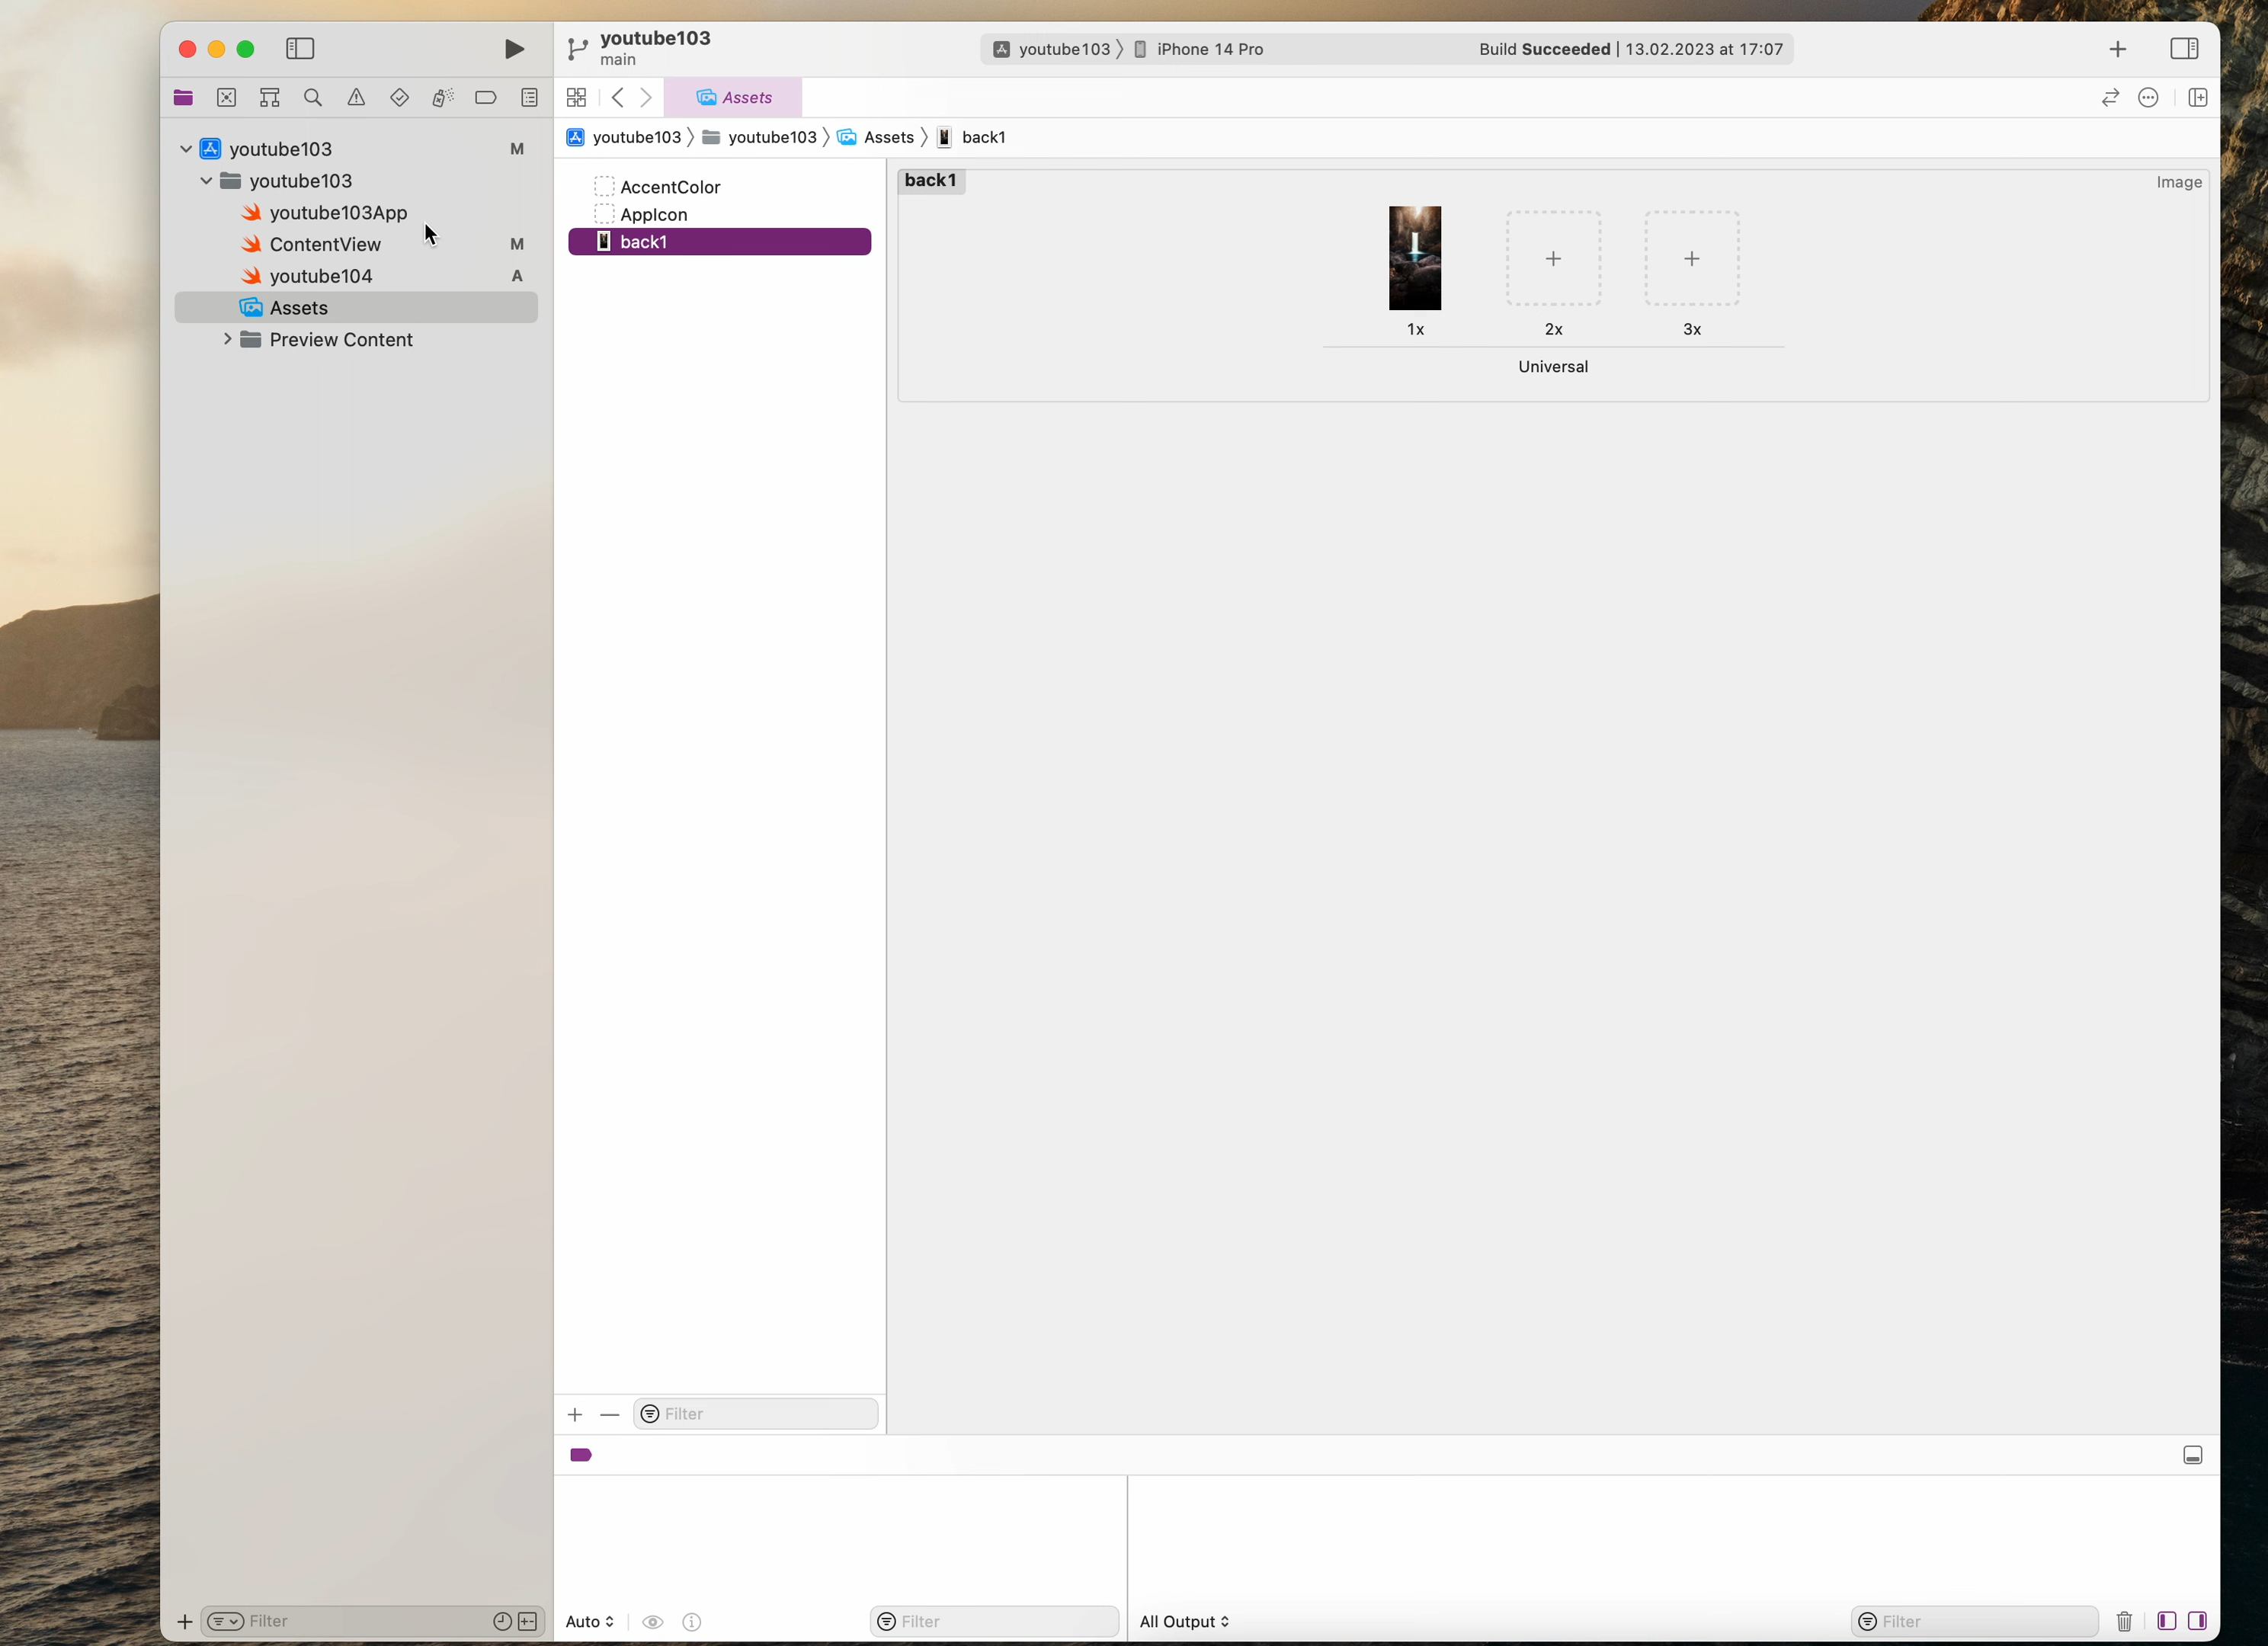 youtube103
main
youtube103 iPhone 14 Pro
Build Succeeded | 13.02.2023 at 17:07
Assets
youtube103 youtube103 Assets back1
youtube103 M
youtube103
youtube103App
ContentView M
youtube104 A
Assets
Preview Content
AccentColor
AppIcon
back1
back1
Image
1x 2x 3x
Universal
Filter
Filter
Auto
Filter
All Output
Filter